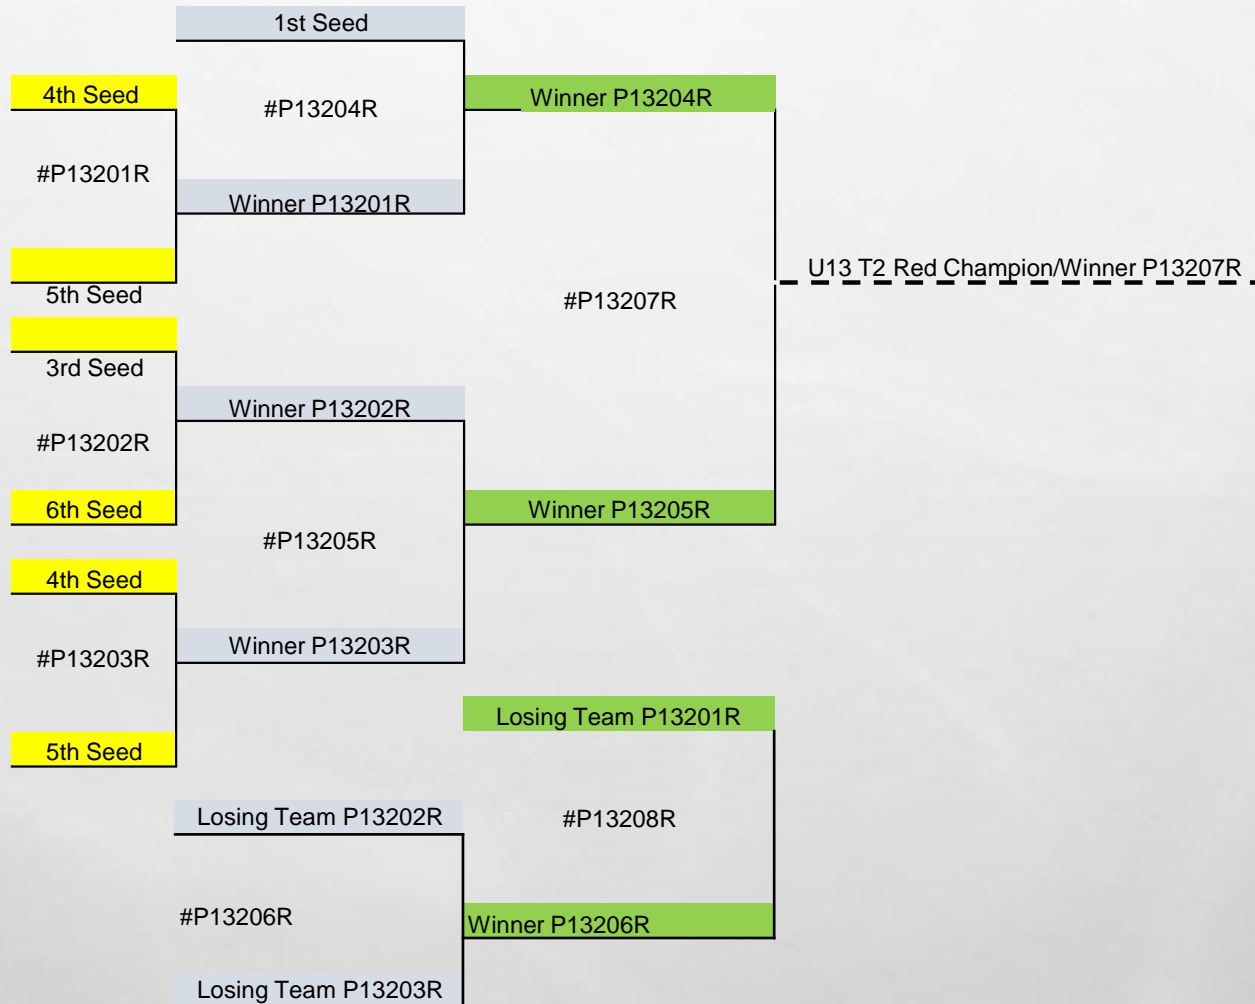 1st Seed
4th Seed
#P13204R
Winner P13204R
#P13201R
Winner P13201R
5th Seed
U13 T2 Red Champion/Winner P13207R
#P13207R
3rd Seed
Winner P13202R
#P13202R
6th Seed
Winner P13205R
#P13205R
4th Seed
Winner P13203R
#P13203R
5th Seed
Losing Team P13201R
Losing Team P13202R
#P13208R
#P13206R
Winner P13206R
Losing Team P13203R